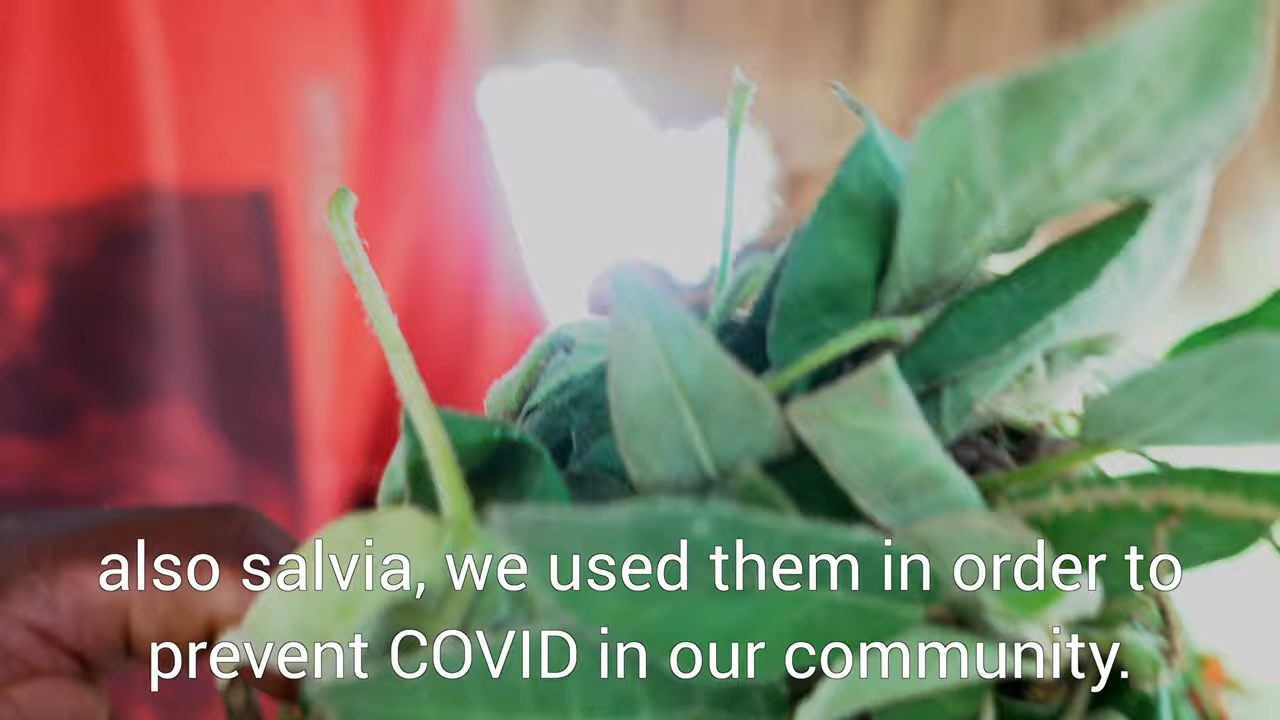 also salvia, we used them in order to
prevent COVID in our community.